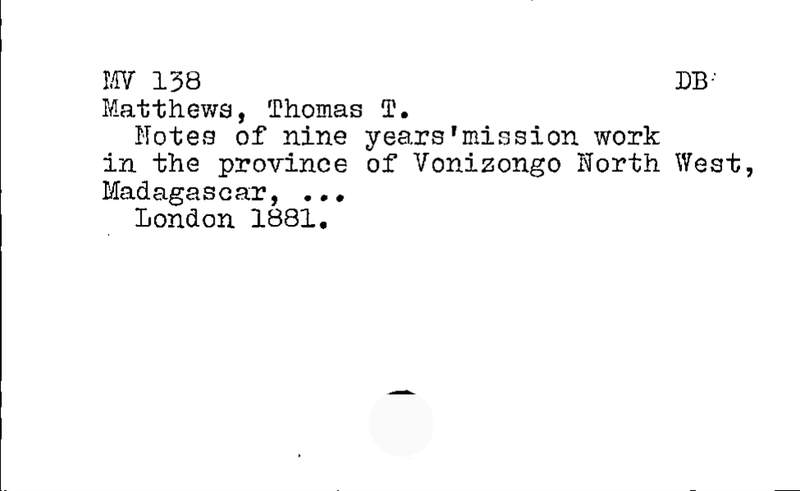 MV 138 DB
Matthews, Thomas T.
Notes of nine years'mission work
in the province of Vonizongo North West,
Madagascar, ...
London 1881.